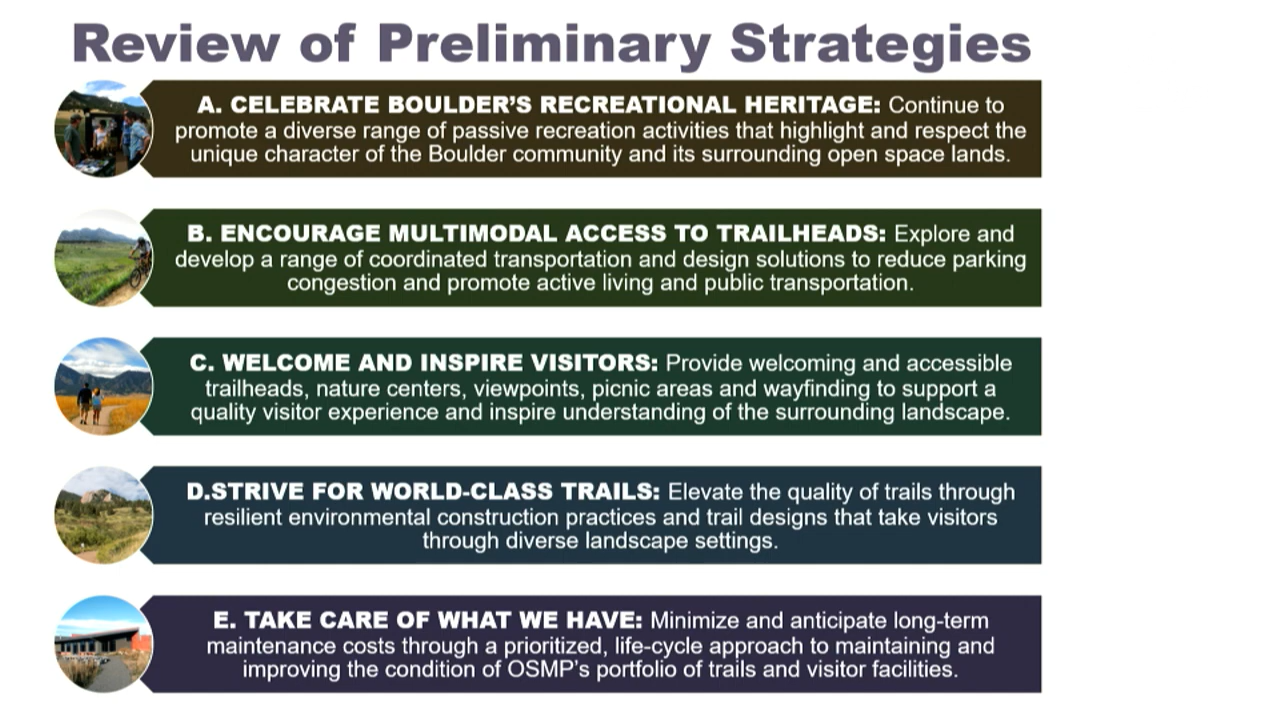 Review of Preliminary Strategies
A. CELEBRATE BOULDER’S RECREATIONAL HERITAGE: Continue to
promote a diverse range of passive recreation activities that highlight and respect the
unique character of the Boulder community and its surrounding open space lands.
B. ENCOURAGE MULTIMODAL ACCESS TO TRAILHEADS: Explore and
develop a range of coordinated transportation and design solutions to reduce parking
congestion and promote active living and public transportation.
C. WELCOME AND INSPIRE VISITORS: Provide welcoming and accessible
trailheads, nature centers, viewpoints, picnic areas and wayfinding to support a
quality visitor experience and inspire understanding of the surrounding landscape.
D.STRIVE FOR WORLD-CLASS TRAILS: Elevate the quality of trails through
resilient environmental construction practices and trail designs that take visitors
through diverse landscape settings.
E. TAKE CARE OF WHAT WE HAVE: Minimize and anticipate long-term
maintenance costs through a prioritized, life-cycle approach to maintaining and
improving the condition of OSMP’s portfolio of trails and visitor facilities.